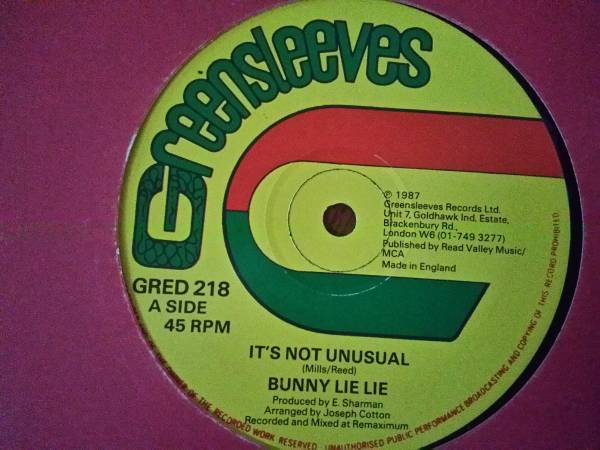 Greensleeves
℗ 1987
Greensleeves Records Ltd.
Unit 7, Goldhawk Ind. Estate,
Brackenbury Rd.,
London W6 (01-749 3277)
Published by Read Valley Music/
MCA
Made in England
GRED 218
A SIDE
45 RPM
IT'S NOT UNUSUAL
(Mills/Reed)
BUNNY LIE LIE
Produced by E. Sharman
Arranged by Joseph Cotton
Recorded and Mixed at Remaximum
OF THE RECORDED WORK RESERVED UNAUTHORISED PUBLIC PERFORMANCE BROADCASTING AND COPYING OF THIS RECORD PROHIBITED